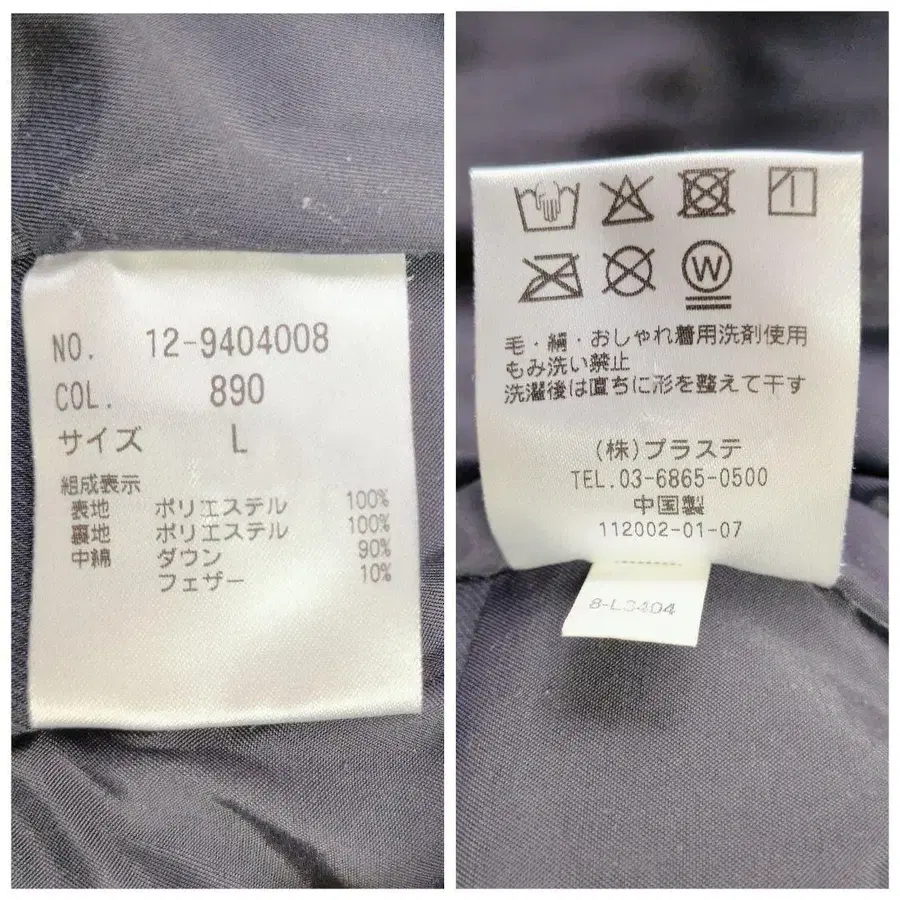 NO. 12-9404008
COL. 890
サイズ L
組成表示
表地 ポリエステル 100%
裏地 ポリエステル 100%
中綿 ダウン 90%
フェザー 10%
W
毛・絹・おしゃれ着用洗剤使用
もみ洗い禁止
洗濯後は直ちに形を整えて干す
(株)プラステ
TEL.03-6865-0500
中国製
112002-01-07
8-L3404